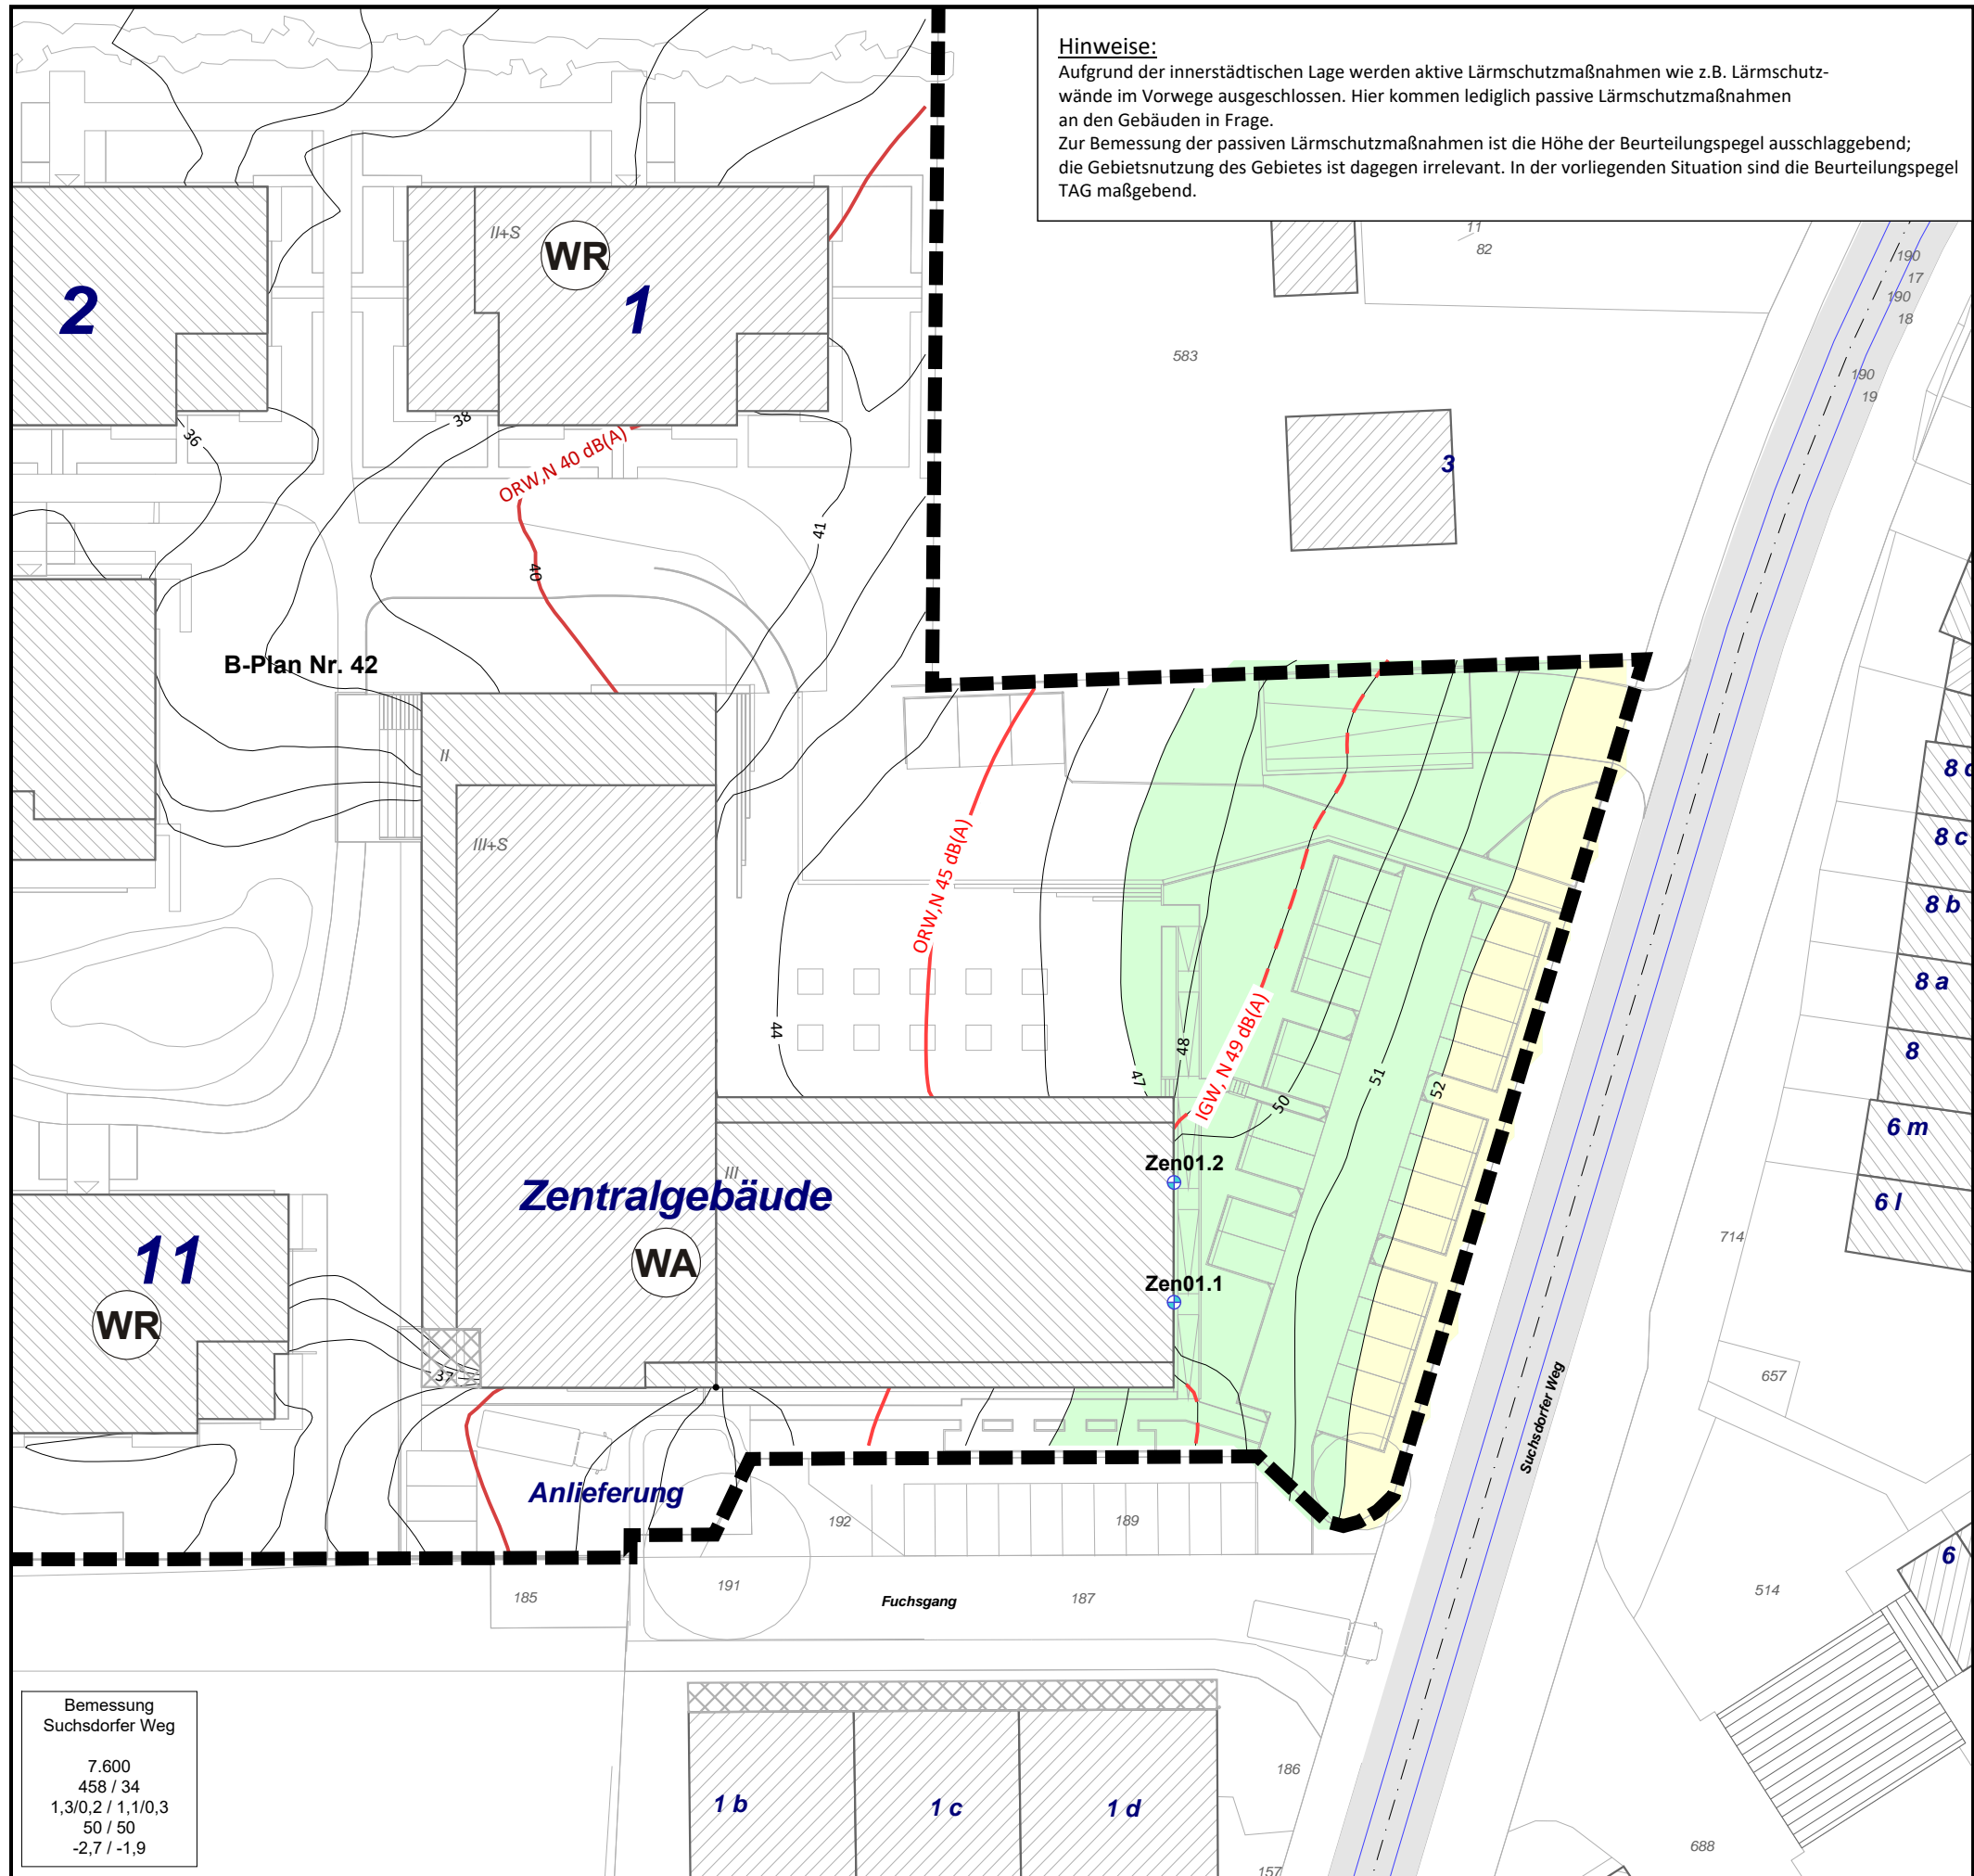 Hinweise:
Aufgrund der innerstädtischen Lage werden aktive Lärmschutzmaßnahmen wie z.B. Lärmschutz-
wände im Vorwege ausgeschlossen. Hier kommen lediglich passive Lärmschutzmaßnahmen
an den Gebäuden in Frage.
Zur Bemessung der passiven Lärmschutzmaßnahmen ist die Höhe der Beurteilungspegel ausschlaggebend;
die Gebietsnutzung des Gebietes ist dagegen irrelevant. In der vorliegenden Situation sind die Beurteilungspegel
TAG maßgebend.
11
82
190
17
190
18
190
19
II+S
WR
2
1
583
3
36
38
ORW,N 40 dB(A)
41
40
B-Plan Nr. 42
II
III+S
ORW,N 45 dB(A)
44
47
48
IGW, N 49 dB(A)
50
51
52
8 c
8 b
8 a
8
6 m
6 l
714
Zen01.2
III
Zentralgebäude
WA
Zen01.1
11
WR
37
657
Suchsdorfer Weg
Anlieferung
192
189
185
191
Fuchsgang
187
514
6
Bemessung
Suchsdorfer Weg
7.600
458 / 34
1,3/0,2 / 1,1/0,3
50 / 50
-2,7 / -1,9
1 b
1 c
1 d
186
157
688